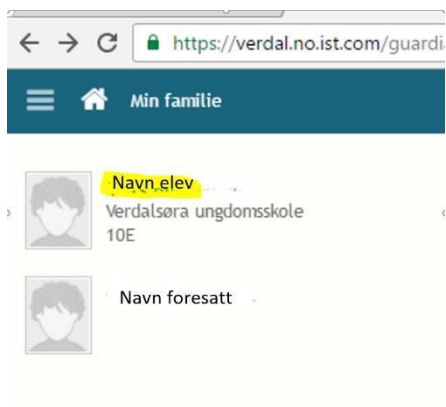 https://verdal.no.ist.com/guardi
Min familie
Navn elev
Verdalsøra ungdomsskole
10E
Navn foresatt